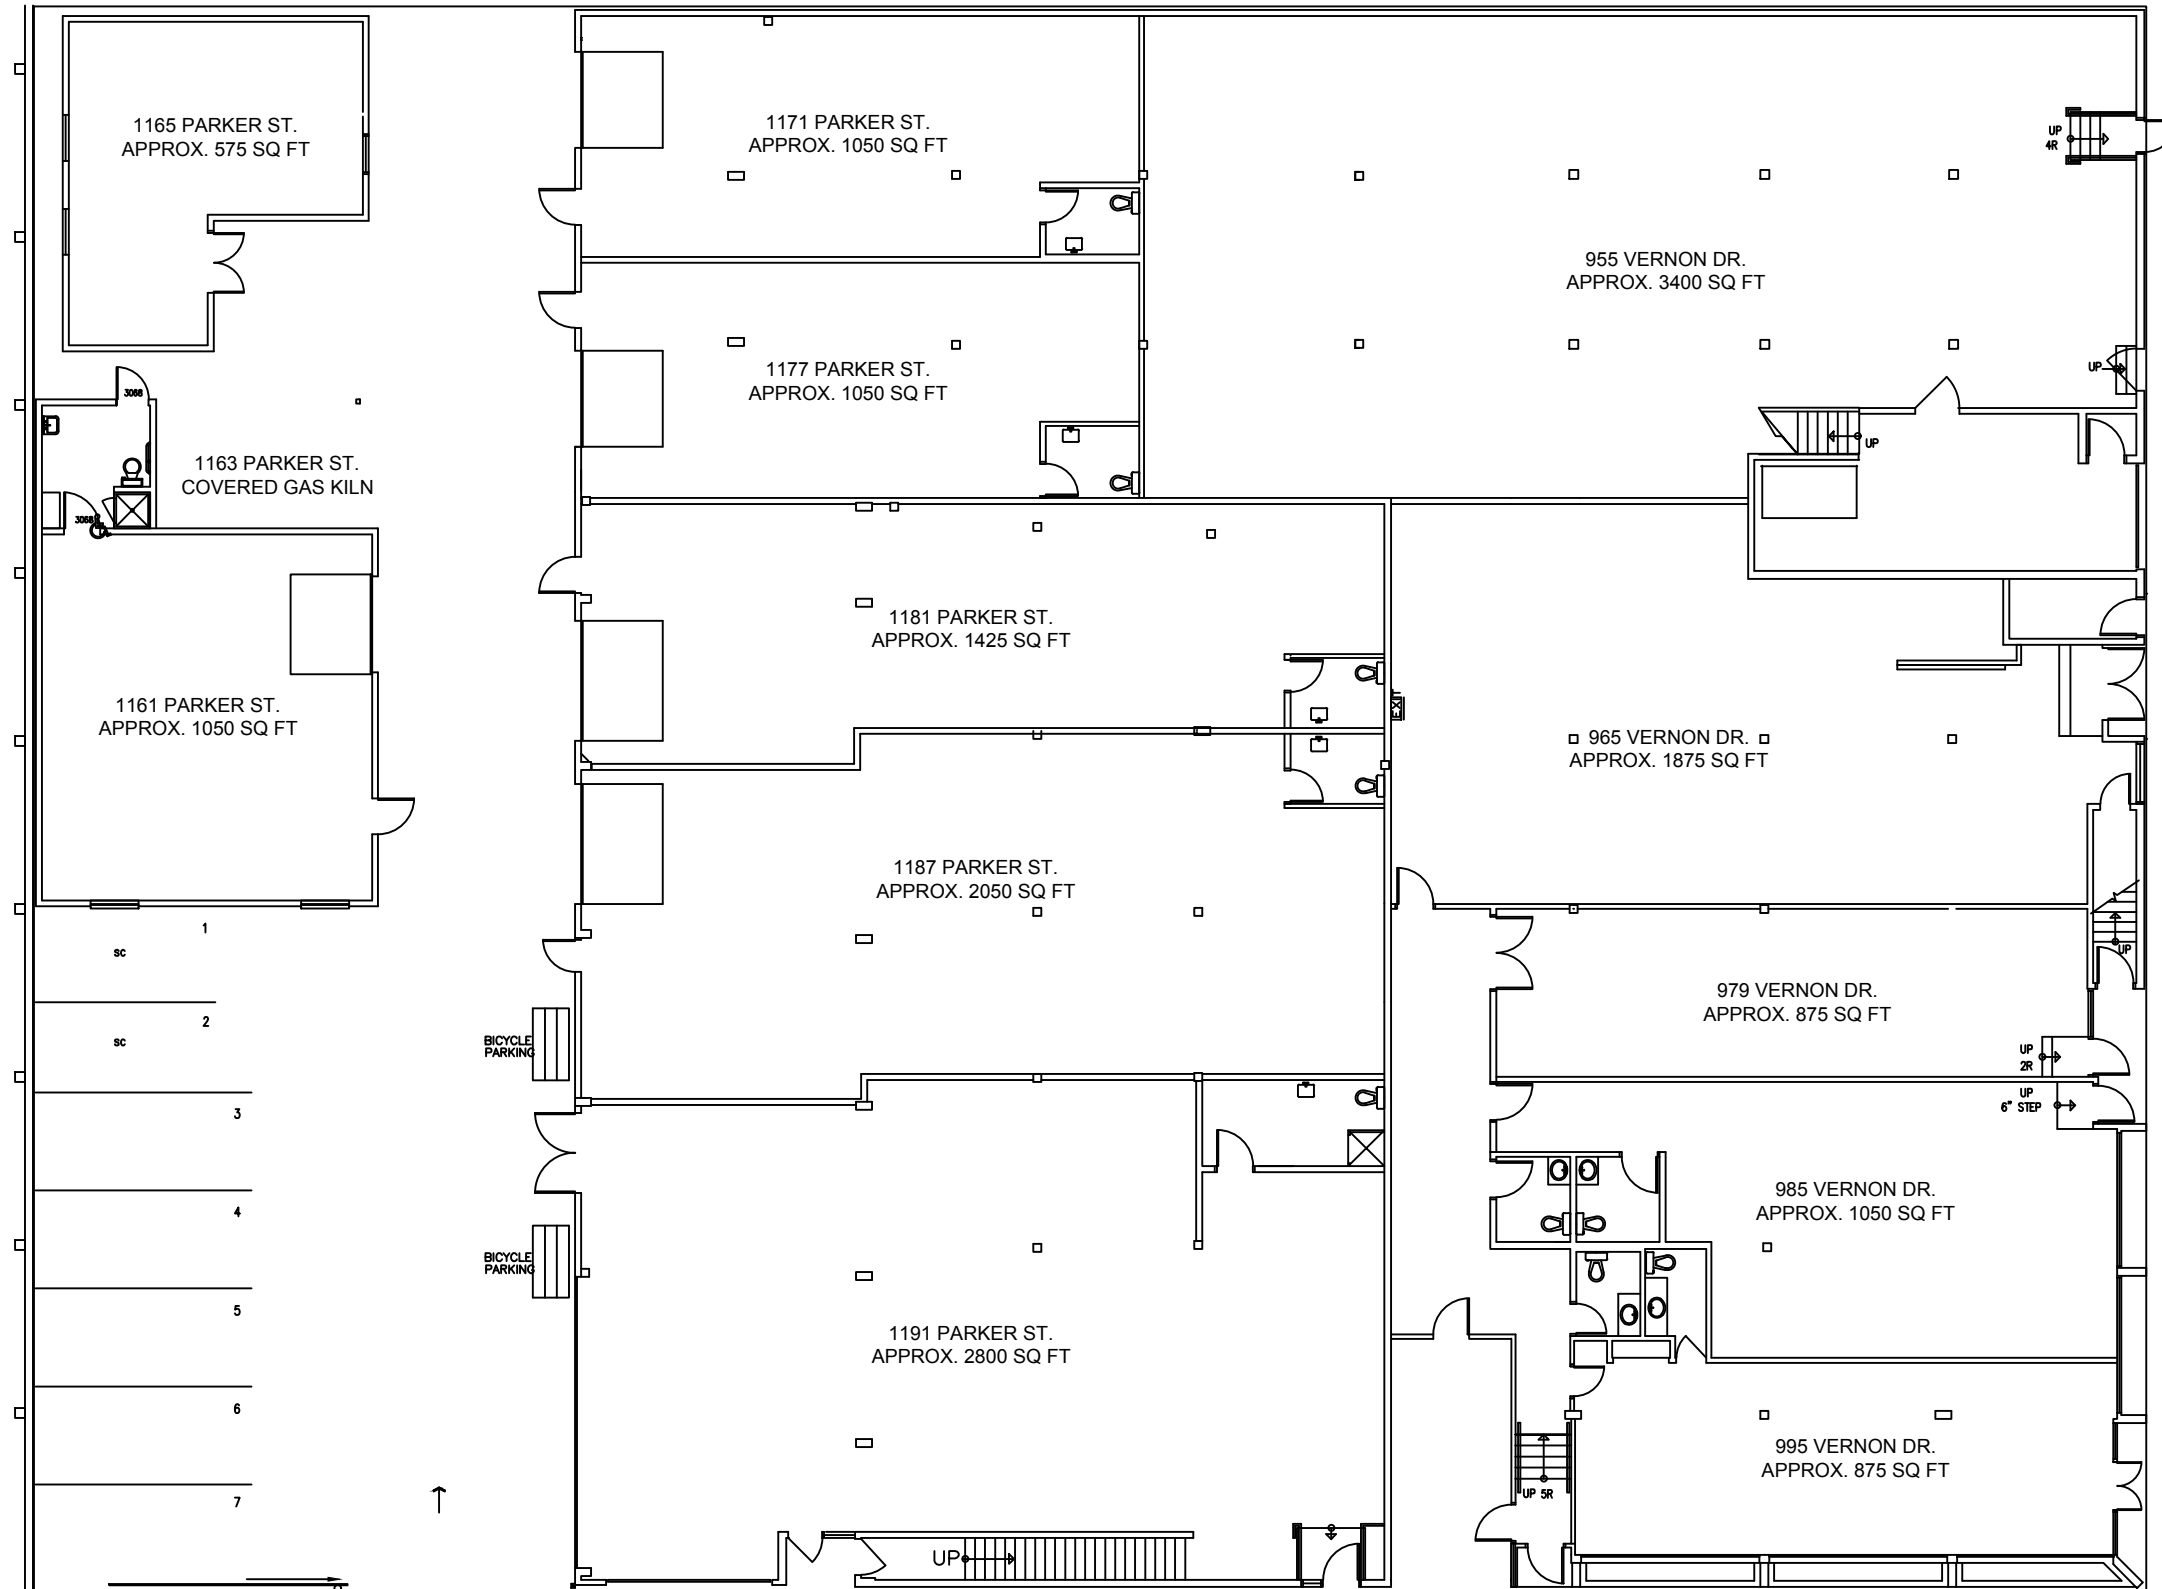 1165 PARKER ST.
APPROX. 575 SQ FT
1171 PARKER ST.
APPROX. 1050 SQ FT
UP
4R
955 VERNON DR.
APPROX. 3400 SQ FT
1177 PARKER ST.
APPROX. 1050 SQ FT
UP
3068
UP
1163 PARKER ST.
COVERED GAS KILN
3068
1181 PARKER ST.
APPROX. 1425 SQ FT
1161 PARKER ST.
APPROX. 1050 SQ FT
EXIT
965 VERNON DR.
APPROX. 1875 SQ FT
1187 PARKER ST.
APPROX. 2050 SQ FT
1
SC
UP
979 VERNON DR.
APPROX. 875 SQ FT
2
SC
BICYCLE
PARKING
UP
2R
UP
6" STEP
3
985 VERNON DR.
APPROX. 1050 SQ FT
4
BICYCLE
PARKING
5
1191 PARKER ST.
APPROX. 2800 SQ FT
6
995 VERNON DR.
APPROX. 875 SQ FT
7
UP 5R
UP